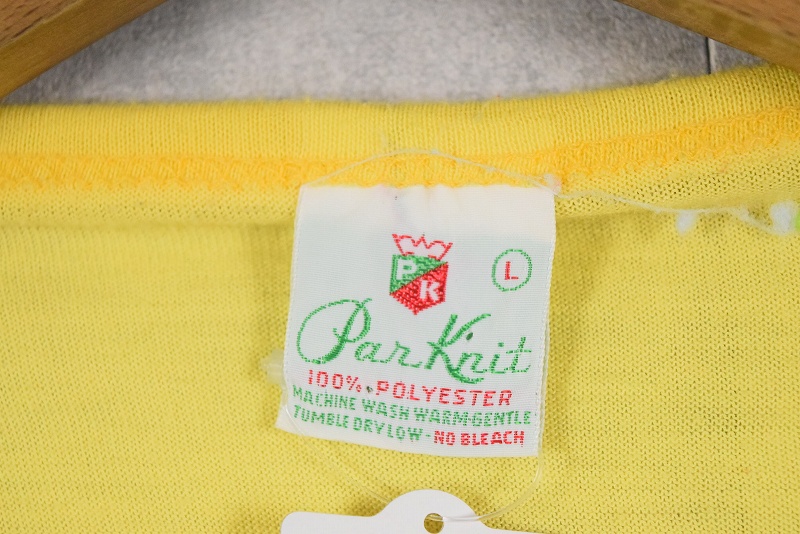 PK
L
ParKnit
100% POLYESTER
MACHINE WASH WARM-GENTLE
TUMBLE DRY LOW - NO BLEACH